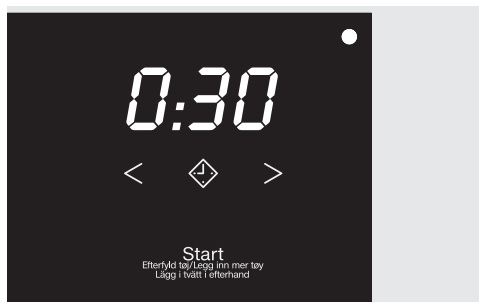 0:30
< >
Start
Efterfyld tøj/Legg inn mer tøy
Lägg i tvätt i efterhand